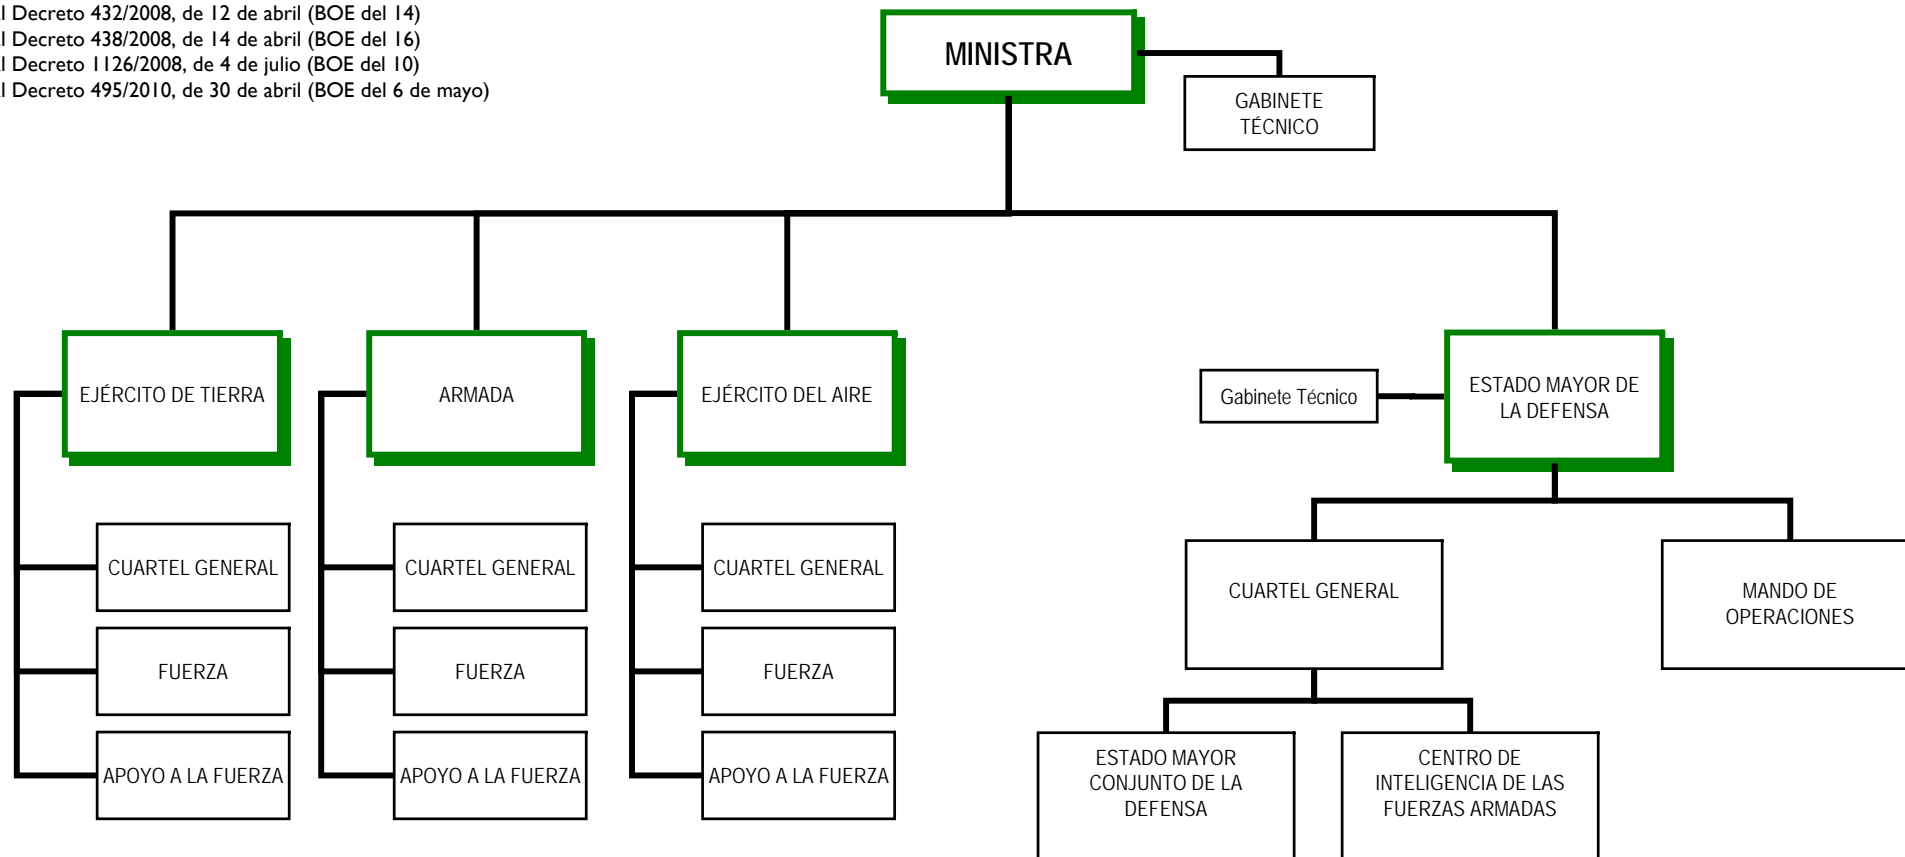 l Decreto 432/2008, de 12 de abril (BOE del 14)
l Decreto 438/2008, de 14 de abril (BOE del 16)
l Decreto 1126/2008, de 4 de julio (BOE del 10)
l Decreto 495/2010, de 30 de abril (BOE del 6 de mayo)
MINISTRA
GABINETE
TÉCNICO
EJÉRCITO DE TIERRA
ARMADA
EJÉRCITO DEL AIRE
Gabinete Técnico
ESTADO MAYOR DE
LA DEFENSA
CUARTEL GENERAL
CUARTEL GENERAL
CUARTEL GENERAL
CUARTEL GENERAL
MANDO DE
OPERACIONES
FUERZA
FUERZA
FUERZA
APOYO A LA FUERZA
APOYO A LA FUERZA
APOYO A LA FUERZA
ESTADO MAYOR
CONJUNTO DE LA
DEFENSA
CENTRO DE
INTELIGENCIA DE LAS
FUERZAS ARMADAS